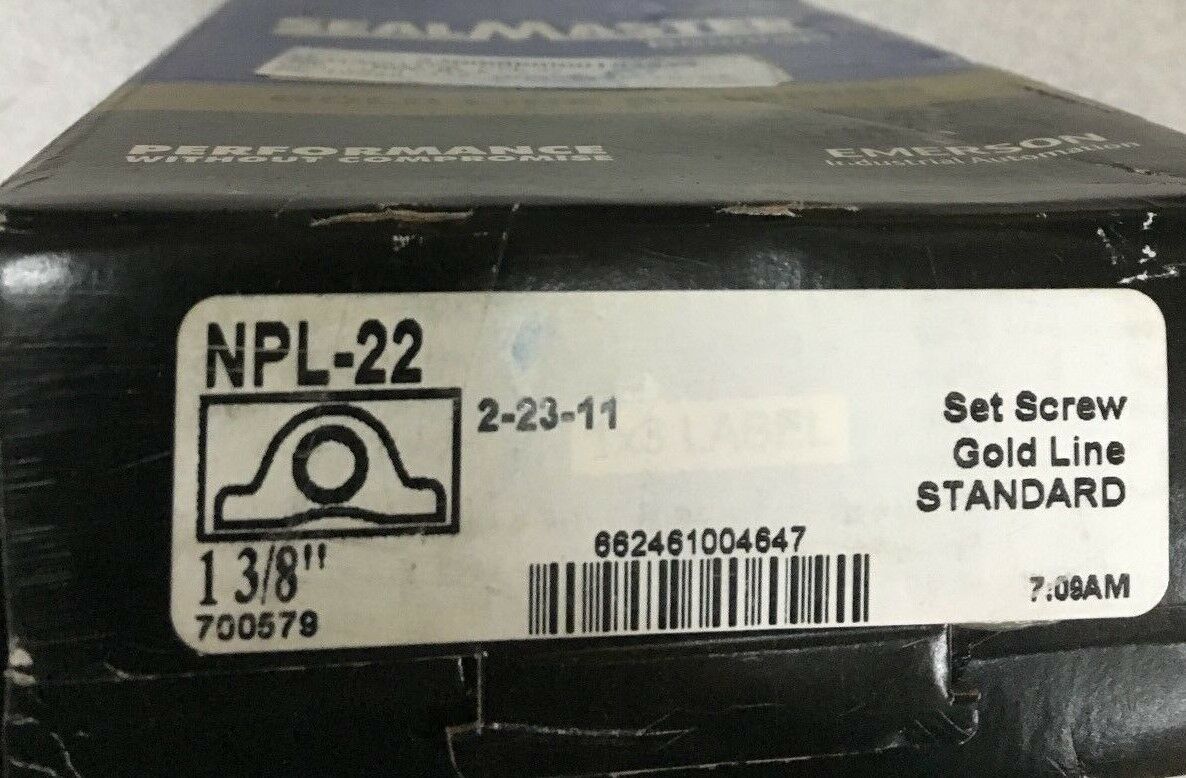 SEALMASTER
PERFORMANCE
WITHOUT COMPROMISE
EMERSON
Industrial Automation
NPL-22
2-23-11
Set Screw
Gold Line
STANDARD
662461004647
1 3/8"
700579
7:09AM